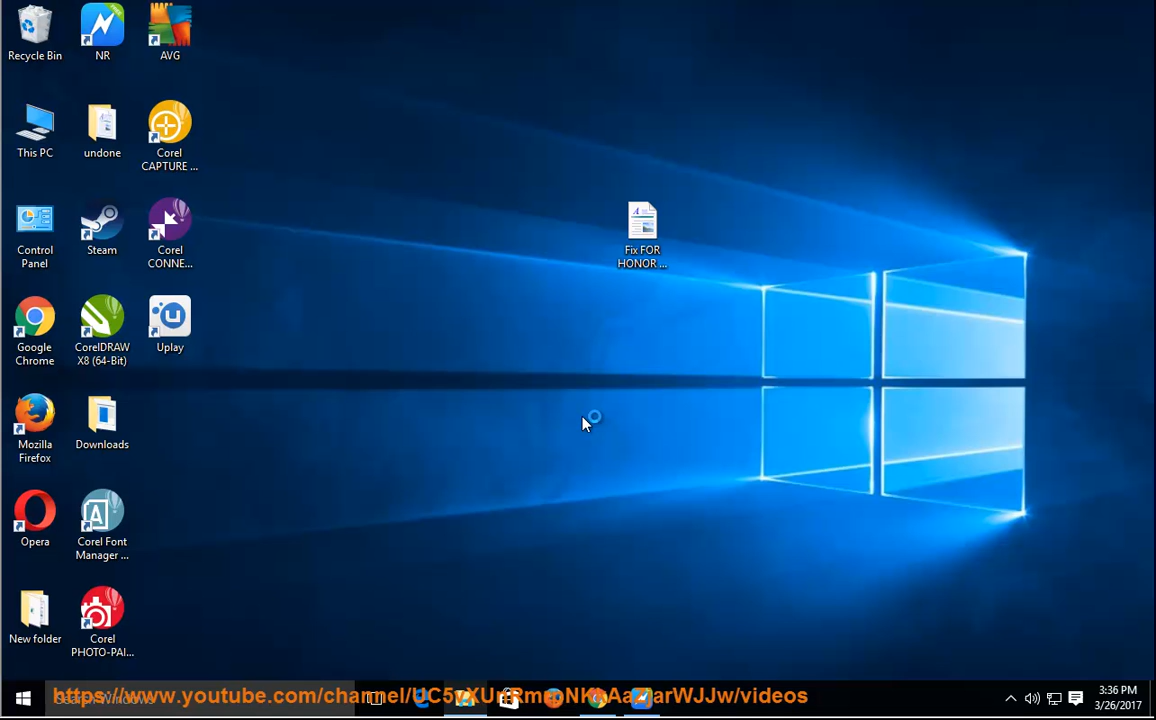 Recycle Bin
NR
AVG
This PC
undone
Corel
CAPTURE ...
Control
Panel
Steam
Corel
CONNE...
Fix FOR
HONOR ...
Google
Chrome
CorelDRAW
X8 (64-Bit)
Uplay
Mozilla
Firefox
Downloads
Opera
Corel Font
Manager ...
New folder
Corel
PHOTO-PAI...
3:36 PM
3/26/2017